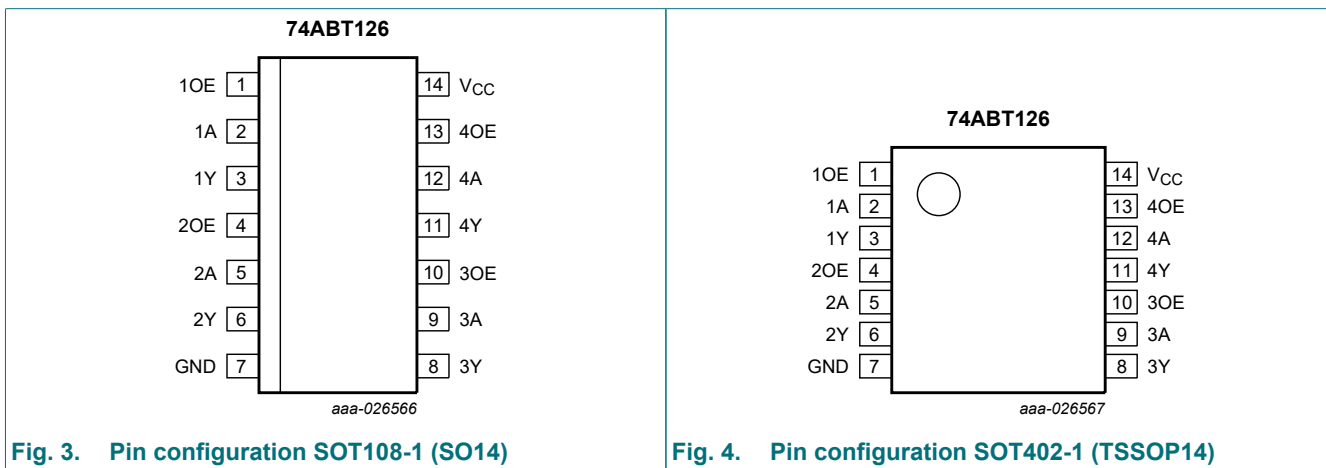 74ABT126
1OE 1 14 VCC
1A 2 13 4OE
1Y 3 12 4A
2OE 4 11 4Y
2A 5 10 3OE
2Y 6 9 3A
GND 7 8 3Y
aaa-026566
Fig. 3. Pin configuration SOT108-1 (SO14)
74ABT126
1OE 1 14 VCC
1A 2 13 4OE
1Y 3 12 4A
2OE 4 11 4Y
2A 5 10 3OE
2Y 6 9 3A
GND 7 8 3Y
aaa-026567
Fig. 4. Pin configuration SOT402-1 (TSSOP14)